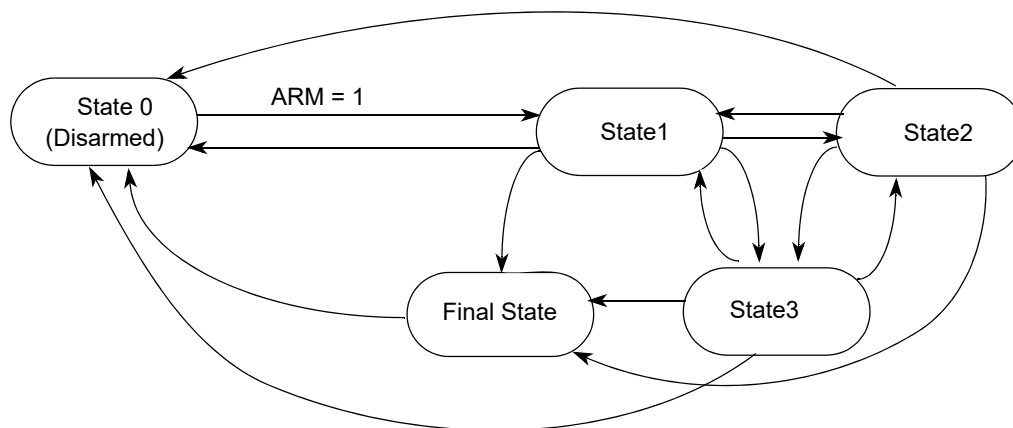 State 0
(Disarmed)
ARM = 1
State1
State2
Final State
State3